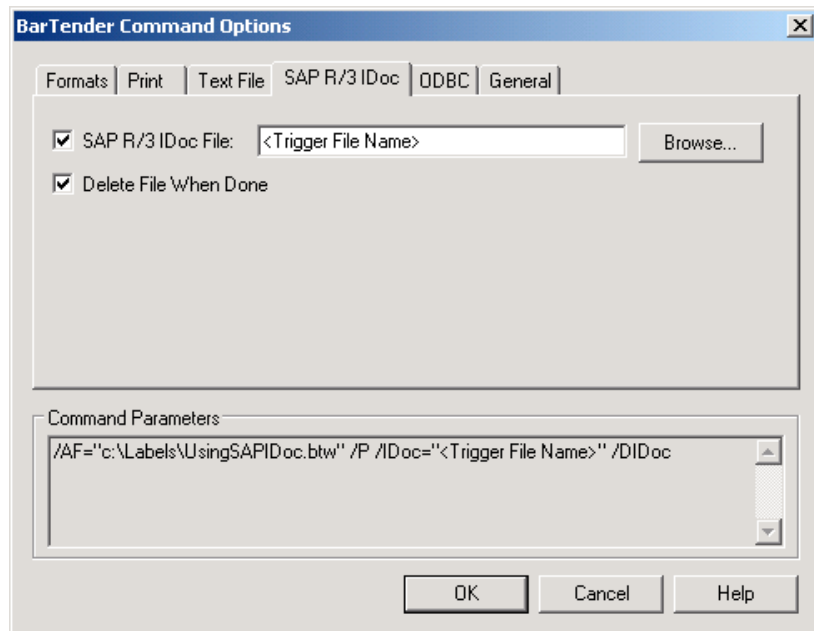 BarTender Command Options
Formats Print Text File SAP R/3 IDoc ODBC General
SAP R/3 IDoc File: <Trigger File Name> Browse...
Delete File When Done
Command Parameters
/AF="c:\Labels\UsingSAPIDoc.btw" /P /IDoc="<Trigger File Name>" /DIDoc
OK Cancel Help